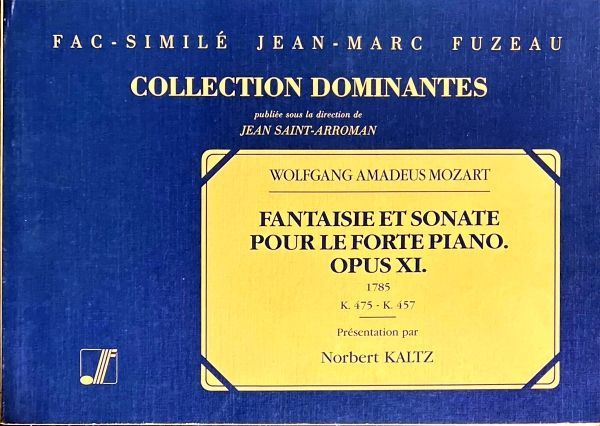 FAC-SIMILÉ JEAN-MARC FUZEAU
COLLECTION DOMINANTES
publiée sous la direction de
JEAN SAINT-ARROMAN
WOLFGANG AMADEUS MOZART
FANTAISIE ET SONATE
POUR LE FORTE PIANO.
OPUS XI.
1785
K. 475 - K. 457
Présentation par
Norbert KALTZ